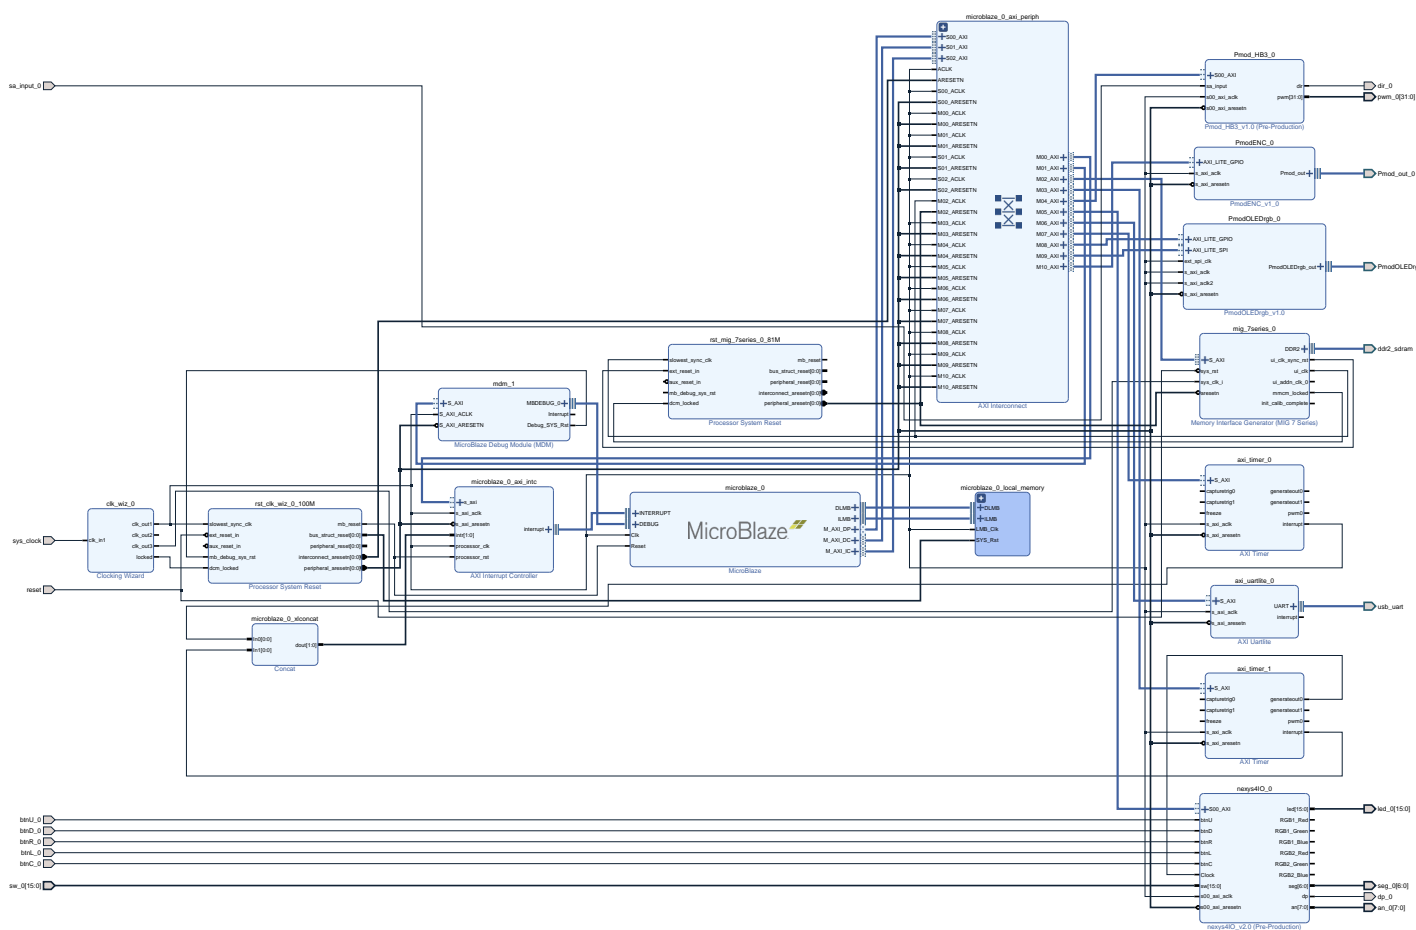 microblaze_0_axi_periph
S00_AXI
S01_AXI
S02_AXI
ACLK
ARESETN
S00_ACLK
S00_ARESETN
M00_ACLK
M00_ARESETN
M01_ACLK
M01_ARESETN
S01_ACLK
S01_ARESETN
S02_ACLK
S02_ARESETN
M02_ACLK
M02_ARESETN
M03_ACLK
M03_ARESETN
M04_ACLK
M04_ARESETN
M05_ACLK
M05_ARESETN
M06_ACLK
M06_ARESETN
M07_ACLK
M07_ARESETN
M08_ACLK
M08_ARESETN
M09_ACLK
M09_ARESETN
M10_ACLK
M10_ARESETN
M00_AXI
M01_AXI
M02_AXI
M03_AXI
M04_AXI
M05_AXI
M06_AXI
M07_AXI
M08_AXI
M09_AXI
M10_AXI
AXI Interconnect
sa_input_0
Pmod_HB3_0
S00_AXI
sa_input
s00_axi_aclk
s00_axi_aresetn
dir
pwm[31:0]
Pmod_HB3_v1.0 (Pre-Production)
dir_0
pwm_0[31:0]
PmodENC_0
AXI_LITE_GPIO
s_axi_aclk
s_axi_aresetn
Pmod_out
PmodENC_v1_0
Pmod_out_0
PmodOLEDrgb_0
AXI_LITE_GPIO
AXI_LITE_SPI
ext_spi_clk
s_axi_aclk
s_axi_aclk2
s_axi_aresetn
PmodOLEDrgb_out
PmodOLEDrgb_v1.0
PmodOLEDr
mig_7series_0
S_AXI
sys_rst
sys_clk_i
aresetn
DDR2
ui_clk_sync_rst
ui_clk
ui_addn_clk_0
mmcm_locked
init_calib_complete
Memory Interface Generator (MIG 7 Series)
ddr2_sdram
rst_mig_7series_0_81M
slowest_sync_clk
ext_reset_in
aux_reset_in
mb_debug_sys_rst
dcm_locked
mb_reset
bus_struct_reset[0:0]
peripheral_reset[0:0]
interconnect_aresetn[0:0]
peripheral_aresetn[0:0]
Processor System Reset
mdm_1
S_AXI
S_AXI_ACLK
S_AXI_ARESETN
MBDEBUG_0
Interrupt
Debug_SYS_Rst
MicroBlaze Debug Module (MDM)
axi_timer_0
S_AXI
capturetrig0
capturetrig1
freeze
s_axi_aclk
s_axi_aresetn
generateout0
generateout1
pwm0
interrupt
AXI Timer
microblaze_0_axi_intc
s_axi
s_axi_aclk
s_axi_aresetn
intr[1:0]
processor_clk
processor_rst
interrupt
AXI Interrupt Controller
microblaze_0
INTERRUPT
DEBUG
Clk
Reset
MicroBlaze
DLMB
ILMB
M_AXI_DP
M_AXI_DC
M_AXI_IC
MicroBlaze
microblaze_0_local_memory
DLMB
ILMB
LMB_Clk
SYS_Rst
sys_clock
reset
clk_wiz_0
clk_in1
clk_out1
clk_out2
clk_out3
locked
Clocking Wizard
rst_clk_wiz_0_100M
slowest_sync_clk
ext_reset_in
aux_reset_in
mb_debug_sys_rst
dcm_locked
mb_reset
bus_struct_reset[0:0]
peripheral_reset[0:0]
interconnect_aresetn[0:0]
peripheral_aresetn[0:0]
Processor System Reset
microblaze_0_xlconcat
In0[0:0]
In1[0:0]
dout[1:0]
Concat
axi_uartlite_0
S_AXI
s_axi_aclk
s_axi_aresetn
UART
interrupt
AXI Uartlite
usb_uart
axi_timer_1
S_AXI
capturetrig0
capturetrig1
freeze
s_axi_aclk
s_axi_aresetn
generateout0
generateout1
pwm0
interrupt
AXI Timer
btnU_0
btnD_0
btnR_0
btnL_0
btnC_0
sw_0[15:0]
nexys4IO_0
S00_AXI
btnU
btnD
btnR
btnL
btnC
Clock
sw[15:0]
s00_axi_aclk
s00_axi_aresetn
led[15:0]
RGB1_Red
RGB1_Green
RGB1_Blue
RGB2_Red
RGB2_Green
RGB2_Blue
seg[6:0]
dp
an[7:0]
nexys4IO_v2.0 (Pre-Production)
led_0[15:0]
seg_0[6:0]
dp_0
an_0[7:0]